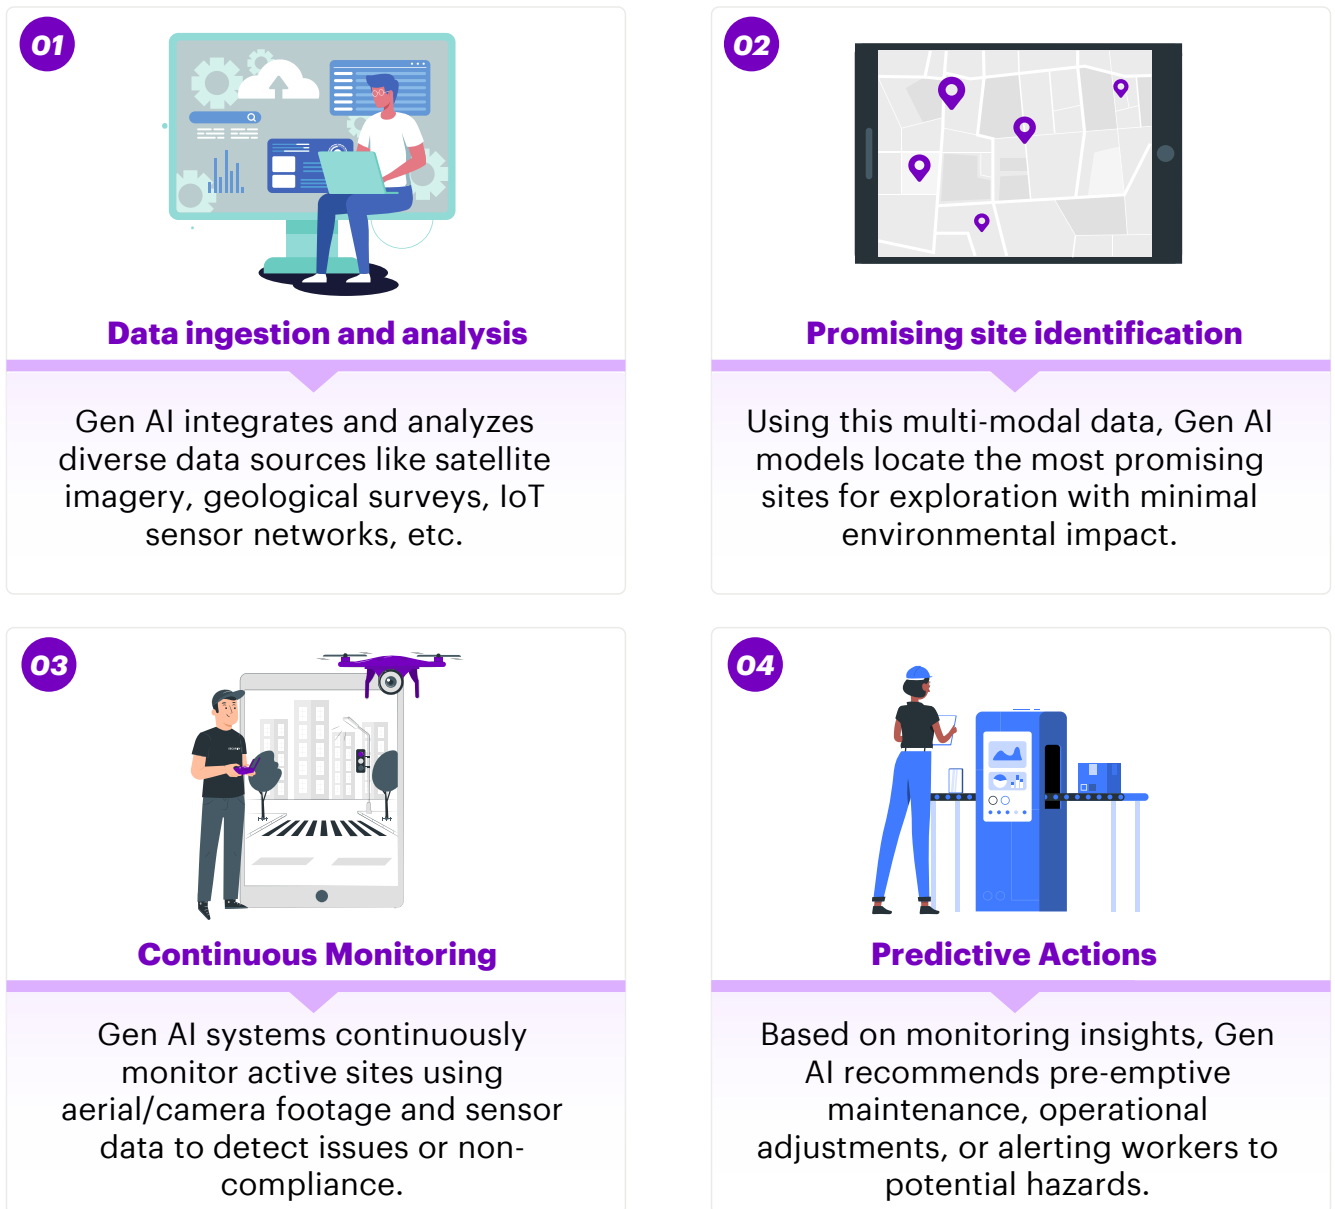 01
Data ingestion and analysis
Gen AI integrates and analyzes
diverse data sources like satellite
imagery, geological surveys, IoT
sensor networks, etc.
02
Promising site identification
Using this multi-modal data, Gen AI
models locate the most promising
sites for exploration with minimal
environmental impact.
03
Continuous Monitoring
Gen AI systems continuously
monitor active sites using
aerial/camera footage and sensor
data to detect issues or non-
compliance.
04
Predictive Actions
Based on monitoring insights, Gen
AI recommends pre-emptive
maintenance, operational
adjustments, or alerting workers to
potential hazards.